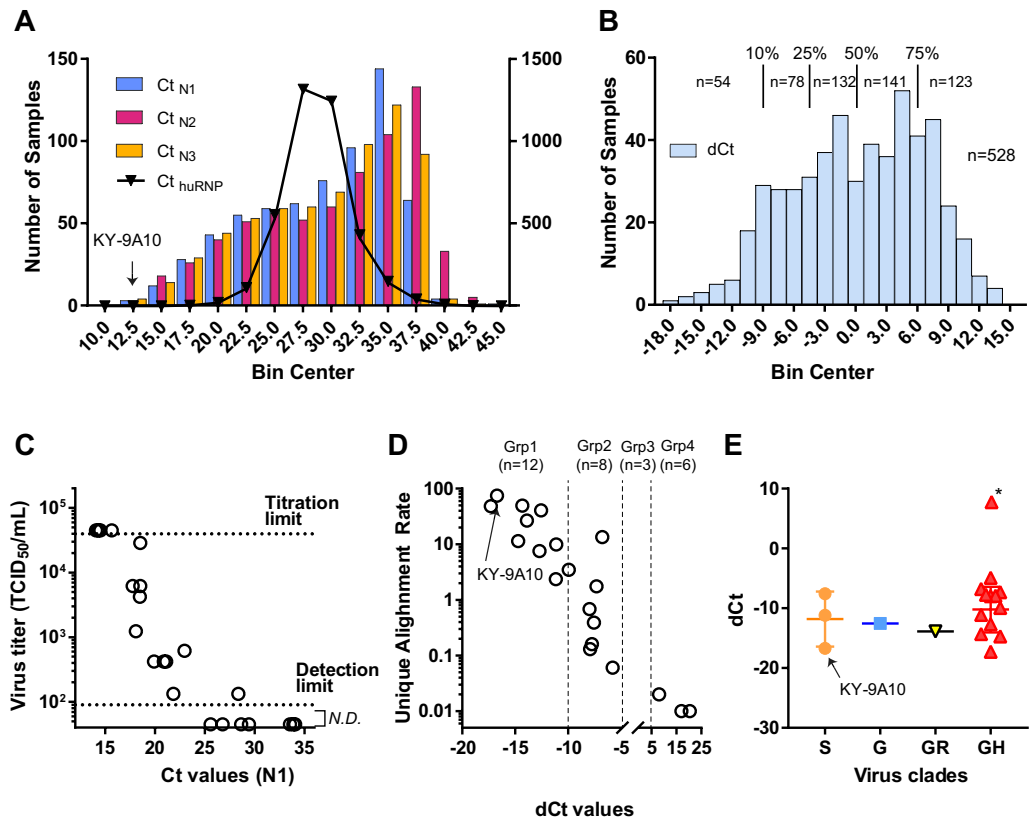 A
150
100
50
0
Number of Samples
1500
1000
500
0
Ct N1
Ct N2
Ct N3
Ct huRNP
KY-9A10
10.0 12.5 15.0 17.5 20.0 22.5 25.0 27.5 30.0 32.5 35.0 37.5 40.0 42.5 45.0
Bin Center
B
60
40
20
0
Number of Samples
10% 25% 50% 75%
n=54 n=78 n=132 n=141 n=123
dCt
n=528
-18.0 -15.0 -12.0 -9.0 -6.0 -3.0 0.0 3.0 6.0 9.0 12.0 15.0
Bin Center
C
Virus titer (TCID50/mL)
10^5
10^4
10^3
10^2
Titration
limit
Detection
limit
N.D.
15 20 25 30 35
Ct values (N1)
D
Grp1 Grp2 Grp3 Grp4
(n=12) (n=8) (n=3) (n=6)
Unique Alighnment Rate
100
10
1
0.1
0.01
KY-9A10
-20 -15 -10 -5 5 15 25
dCt values
E
dCt
10
0
-10
-20
-30
*
KY-9A10
S G GR GH
Virus clades